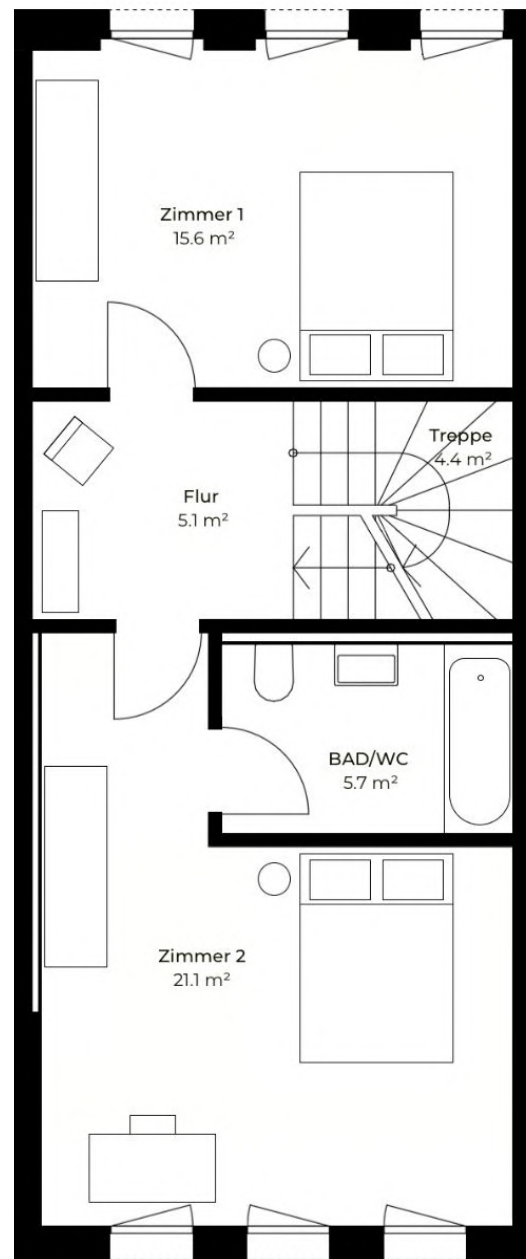 Zimmer 1
15.6 m²
Treppe
4.4 m²
Flur
5.1 m²
BAD/WC
5.7 m²
Zimmer 2
21.1 m²